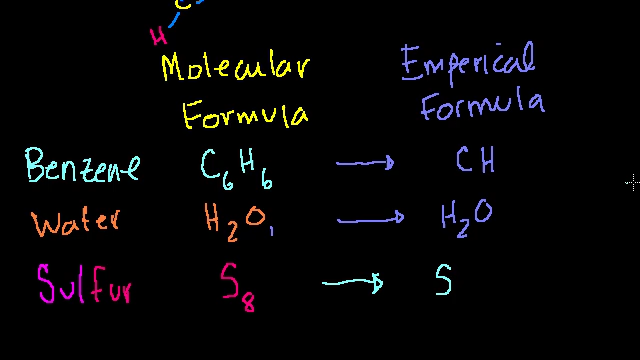 C
H
Molecular Formula
Emperical Formula
Benzene C₆H₆ → CH
Water H₂O₁ → H₂O
Sulfur S₈ → S